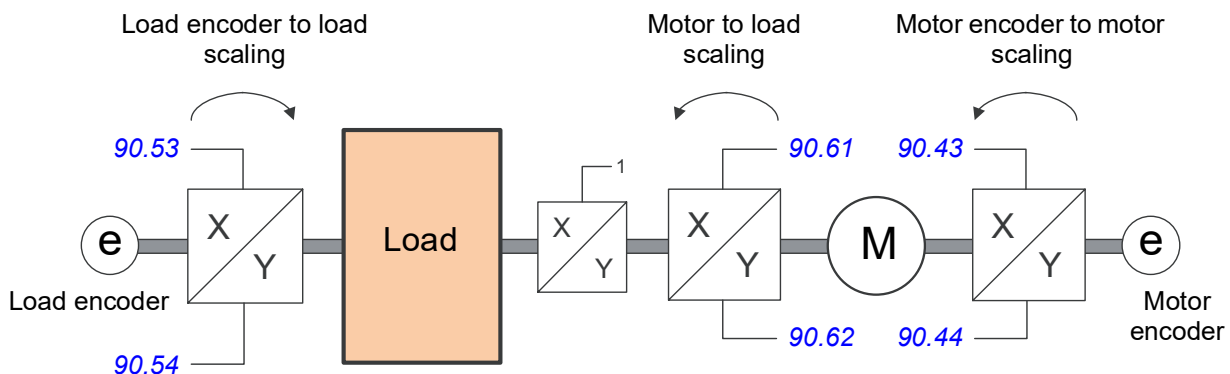 Load encoder to load
scaling
Motor to load
scaling
Motor encoder to motor
scaling
90.53
1
90.61
90.43
X
Y
X
Y
X
Y
X
Y
e
Load
M
e
Load encoder
Motor
encoder
90.54
90.62
90.44